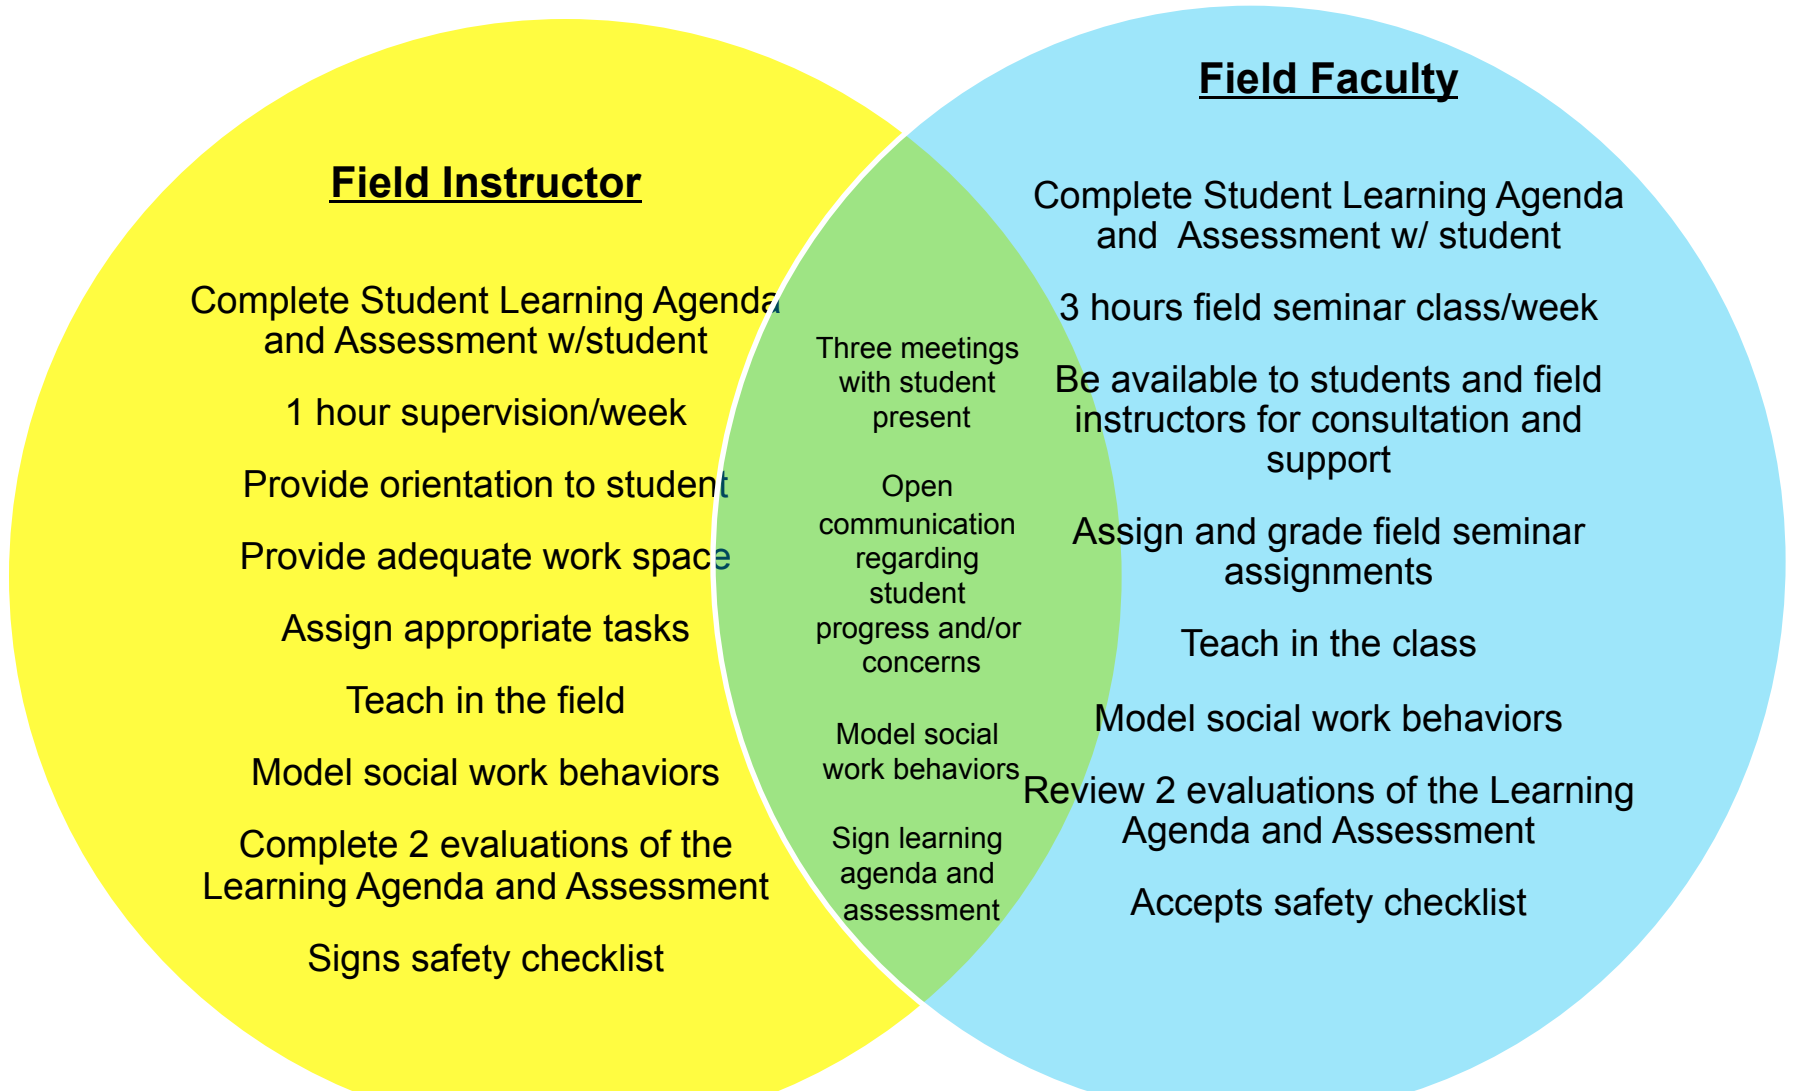 Field Instructor
Complete Student Learning Agenda
and Assessment w/student
1 hour supervision/week
Provide orientation to student
Provide adequate work space
Assign appropriate tasks
Teach in the field
Model social work behaviors
Complete 2 evaluations of the
Learning Agenda and Assessment
Signs safety checklist
Three meetings
with student
present
Open
communication
regarding
student
progress and/or
concerns
Model social
work behaviors
Sign learning
agenda and
assessment
Field Faculty
Complete Student Learning Agenda
and Assessment w/ student
3 hours field seminar class/week
Be available to students and field
instructors for consultation and
support
Assign and grade field seminar
assignments
Teach in the class
Model social work behaviors
Review 2 evaluations of the Learning
Agenda and Assessment
Accepts safety checklist